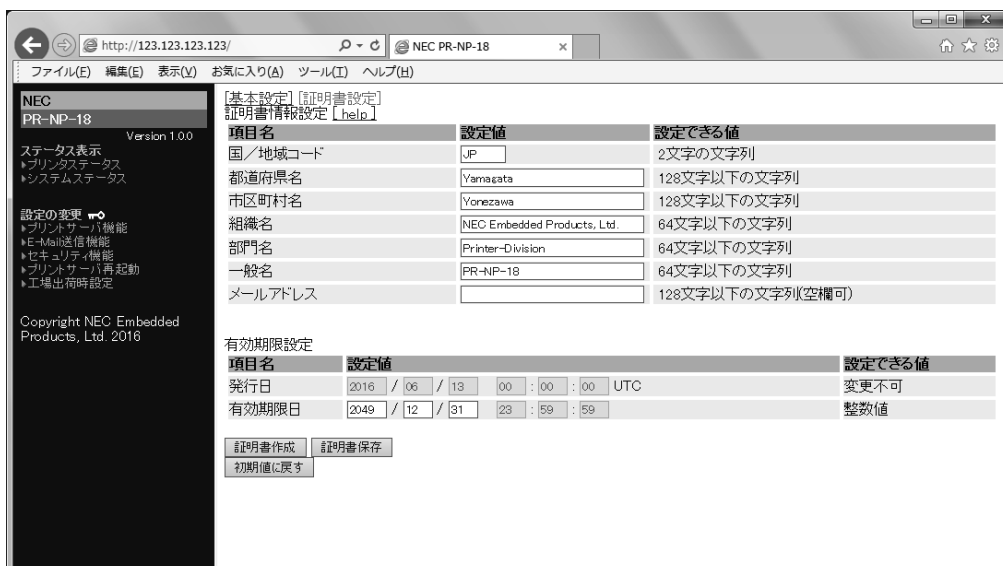 http://123.123.123.123/
NEC PR-NP-18
ファイル(F) 編集(E) 表示(V) お気に入り(A) ツール(T) ヘルプ(H)
NEC
PR-NP-18
Version 1.0.0
ステータス表示
プリンタステータス
システムステータス
設定の変更
プリントサーバ機能
E-Mail送信機能
セキュリティ機能
プリントサーバ再起動
工場出荷時設定
Copyright NEC Embedded
Products, Ltd. 2016
[基本設定] [証明書設定]
証明書情報設定 [ help ]
項目名 設定値 設定できる値
国/地域コード JP 2文字の文字列
都道府県名 Yamagata 128文字以下の文字列
市区町村名 Yonezawa 128文字以下の文字列
組織名 NEC Embedded Products, Ltd. 64文字以下の文字列
部門名 Printer-Division 64文字以下の文字列
一般名 PR-NP-18 64文字以下の文字列
メールアドレス 128文字以下の文字列(空欄可)
有効期限設定
項目名 設定値 設定できる値
発行日 2016 / 06 / 13 00 : 00 : 00 UTC 変更不可
有効期限日 2049 / 12 / 31 23 : 59 : 59 整数値
証明書作成 証明書保存
初期値に戻す